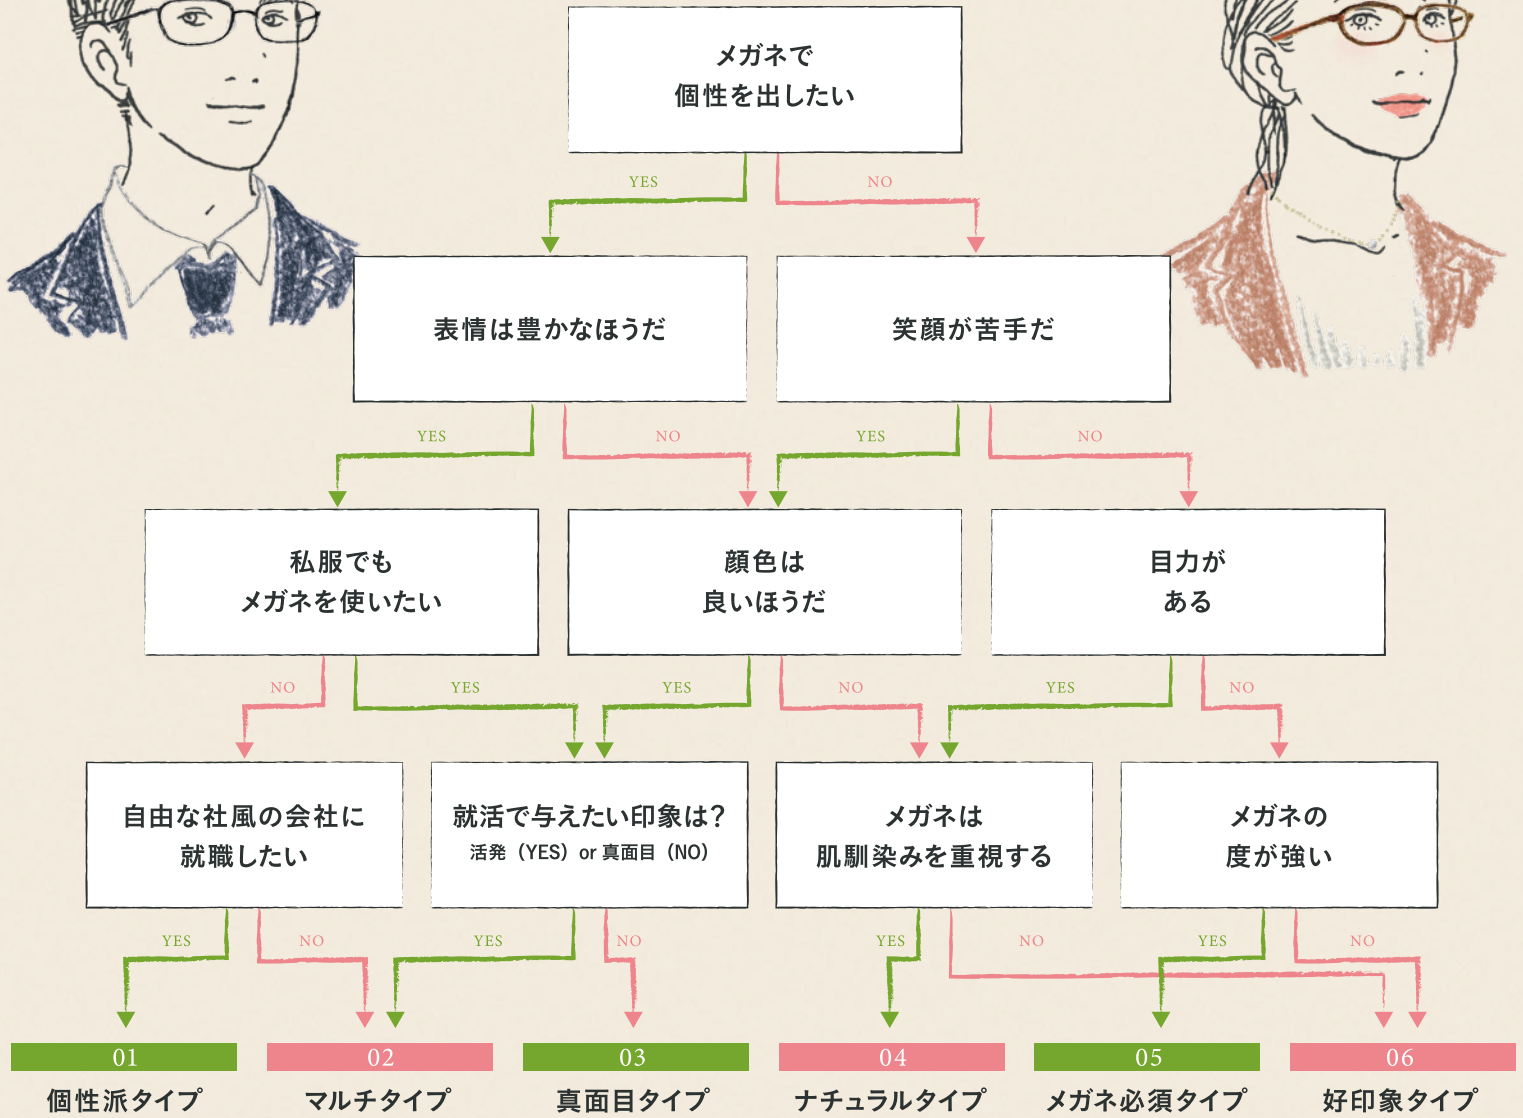 メガネで
個性を出したい
YES
NO
表情は豊かなほうだ
笑顔が苦手だ
YES
NO
YES
NO
私服でも
メガネを使いたい
顔色は
良いほうだ
目力が
ある
NO
YES
YES
NO
YES
NO
自由な社風の会社に
就職したい
就活で与えたい印象は？
活発（YES）or 真面目（NO）
メガネは
肌馴染みを重視する
メガネの
度が強い
YES
NO
YES
NO
YES
NO
YES
NO
01
02
03
04
05
06
個性派タイプ
マルチタイプ
真面目タイプ
ナチュラルタイプ
メガネ必須タイプ
好印象タイプ